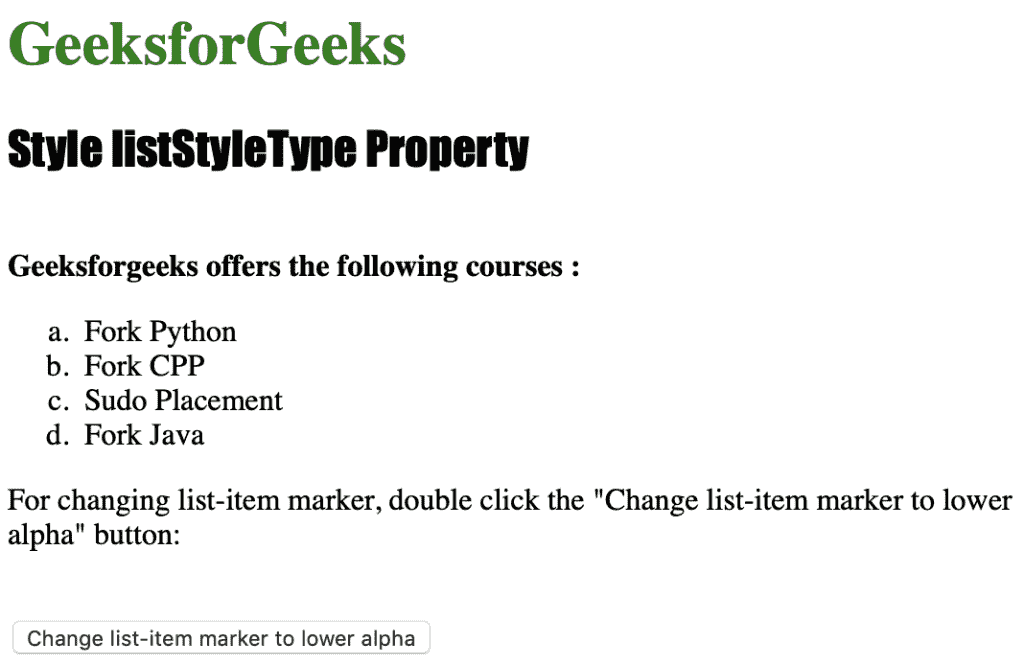 GeeksforGeeks
Style listStyleType Property
Geeksforgeeks offers the following courses :
a. Fork Python
b. Fork CPP
c. Sudo Placement
d. Fork Java
For changing list-item marker, double click the "Change list-item marker to lower
alpha" button:
Change list-item marker to lower alpha